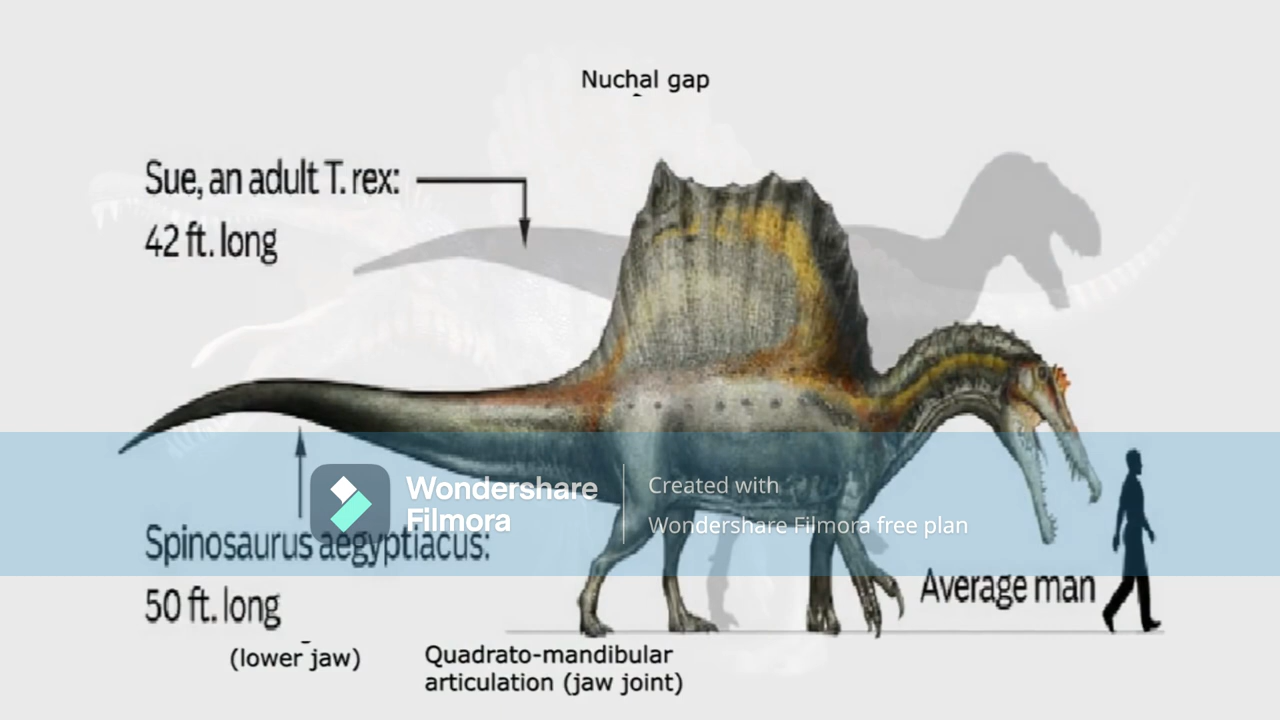 Nuchal gap
Sue, an adult T. rex:
42 ft. long
Wondershare
Filmora
Created with
Wondershare Filmora free plan
Spinosaurus aegyptiacus:
50 ft. long
Average man
(lower jaw)
Quadrato-mandibular
articulation (jaw joint)